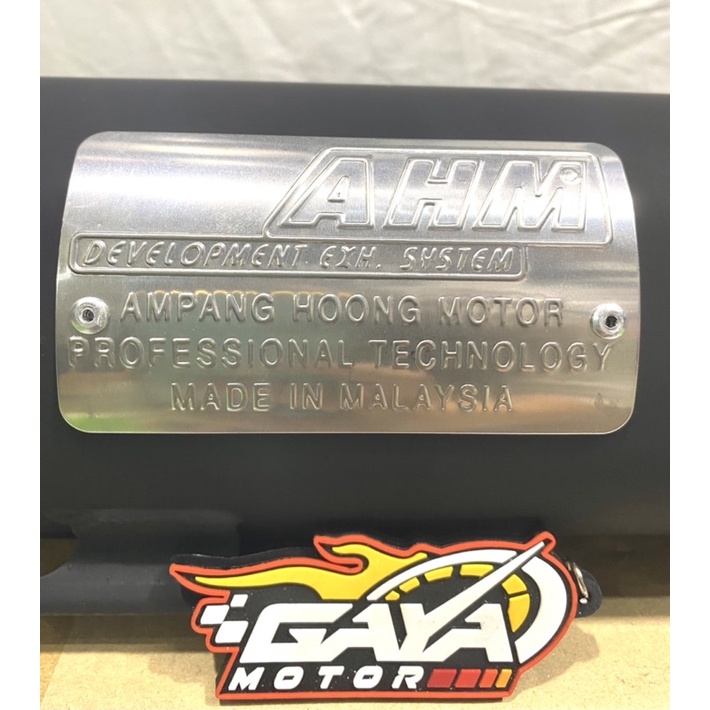 AHM
DEVELOPMENT EXH. SYSTEM
AMPANG HOONG MOTOR
PROFESSIONAL TECHNOLOGY
MADE IN MALAYSIA
GAYA
MOTOR